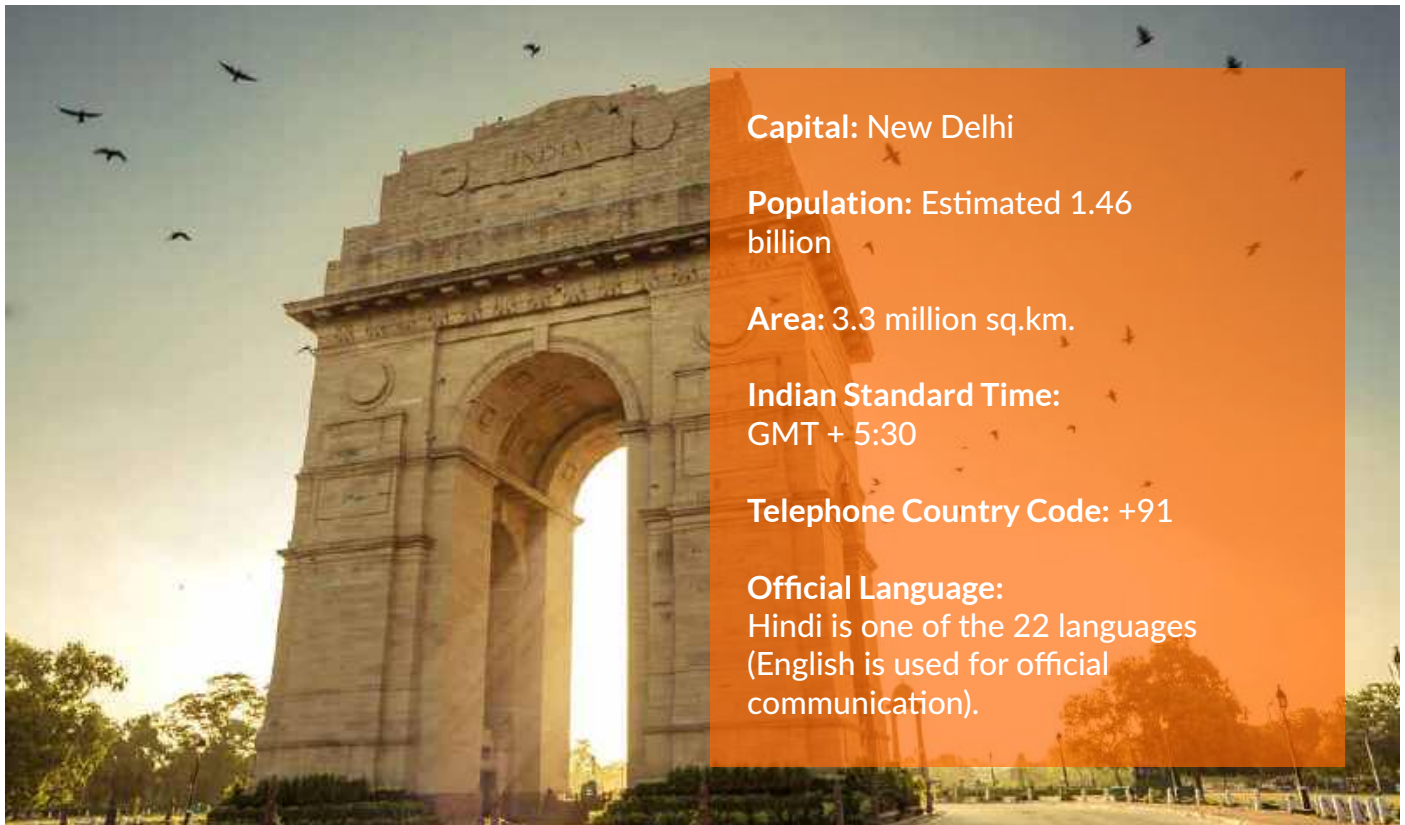 INDIA
Capital: New Delhi
Population: Estimated 1.46
billion
Area: 3.3 million sq.km.
Indian Standard Time:
GMT + 5:30
Telephone Country Code: +91
Official Language:
Hindi is one of the 22 languages
(English is used for official
communication).